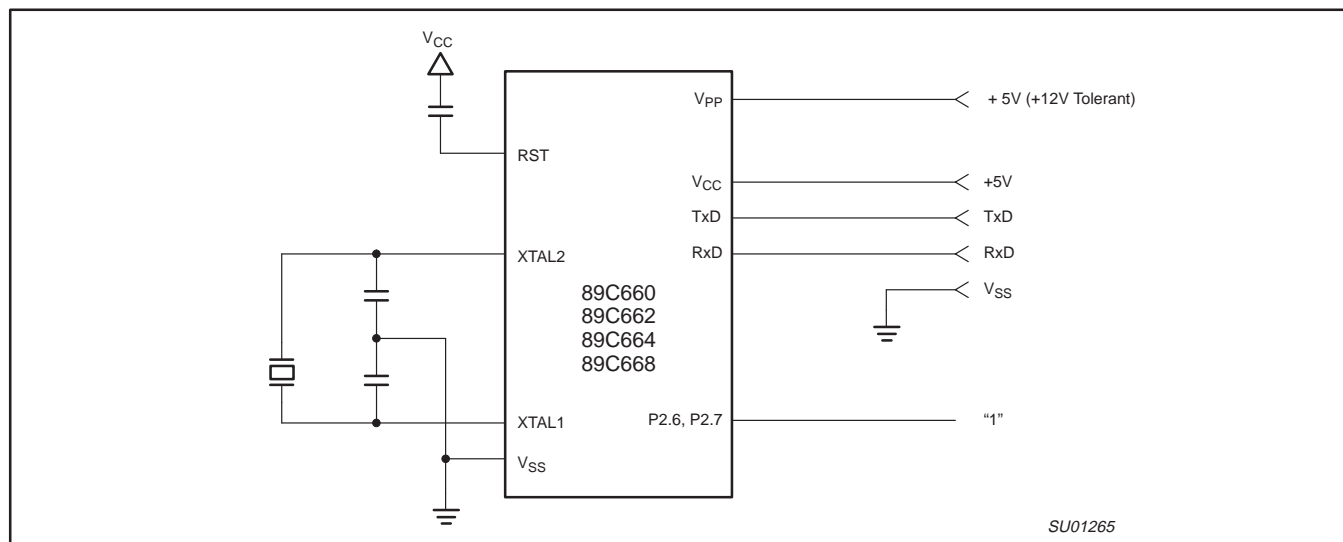 VCC
VPP
+ 5V (+12V Tolerant)
RST
VCC
+5V
TxD
TxD
XTAL2
RxD
RxD
89C660
89C662
89C664
89C668
VSS
XTAL1
P2.6, P2.7
“1”
VSS
SU01265